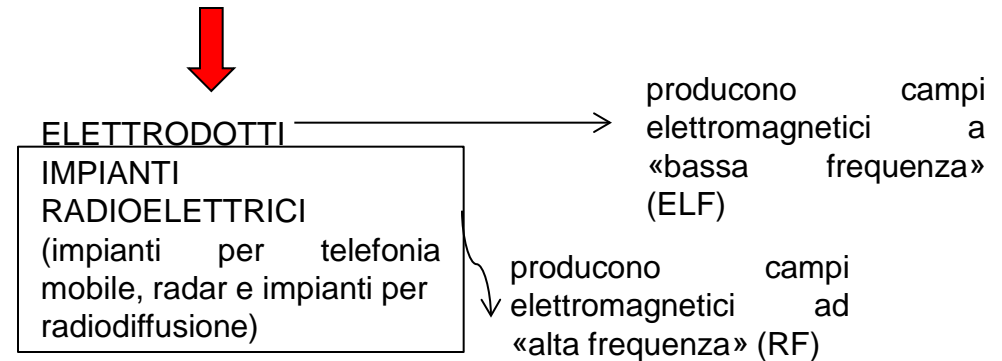 ELETTRODOTTI
IMPIANTI
RADIOELETTRICI
(impianti per telefonia
mobile, radar e impianti per
radiodiffusione)
producono campi
elettromagnetici a
«bassa frequenza»
(ELF)
producono campi
elettromagnetici ad
«alta frequenza» (RF)